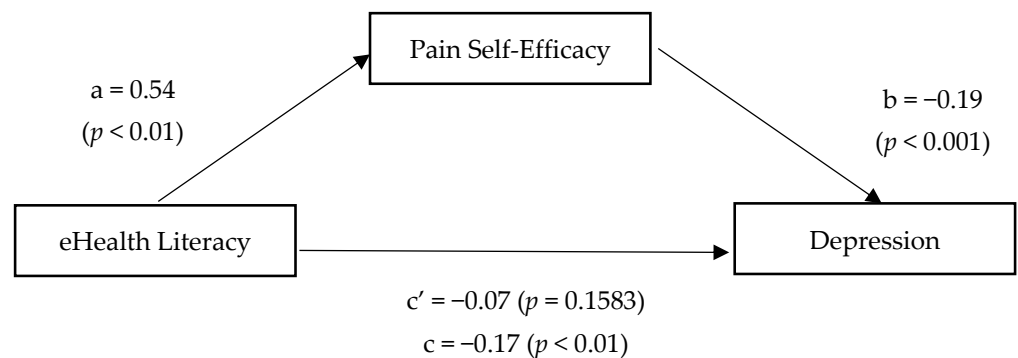 Pain Self-Efficacy
a = 0.54
(p < 0.01)
b = −0.19
(p < 0.001)
eHealth Literacy
Depression
c’ = −0.07 (p = 0.1583)
c = −0.17 (p < 0.01)